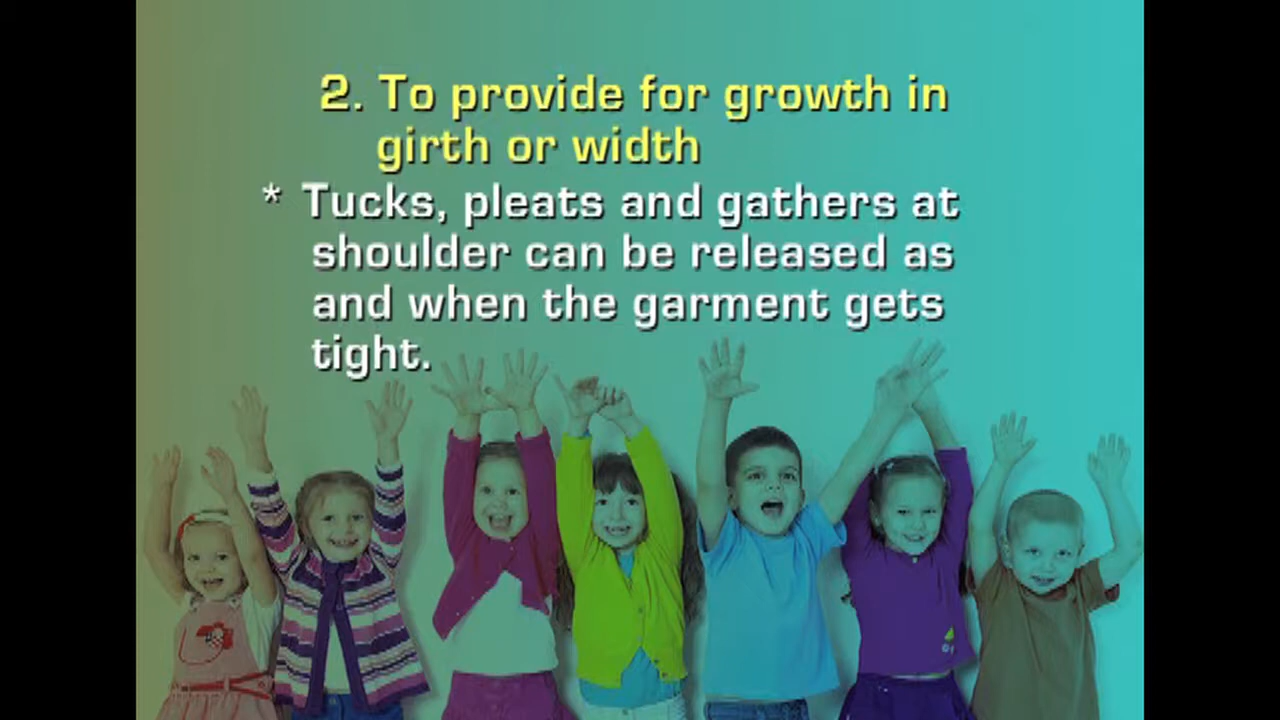 2. To provide for growth in
girth or width
* Tucks, pleats and gathers at
shoulder can be released as
and when the garment gets
tight.